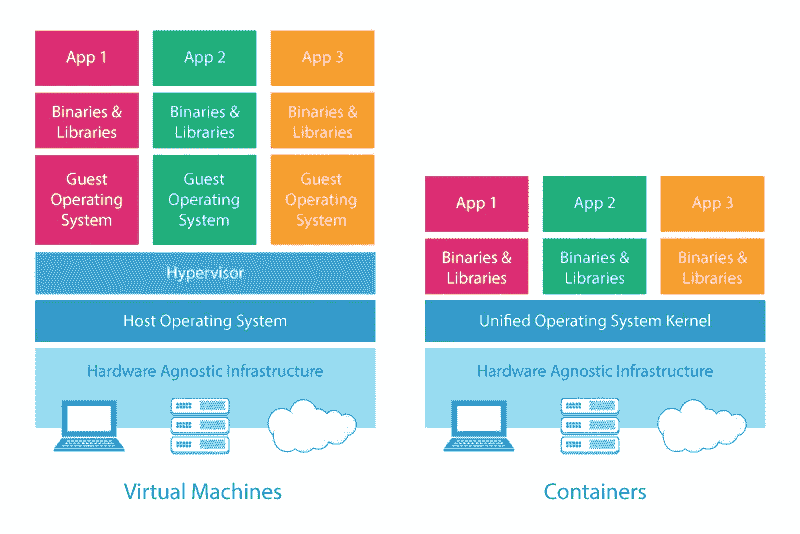 App 1
App 2
App 3
Binaries &
Libraries
Binaries &
Libraries
Binaries &
Libraries
Guest
Operating
System
Guest
Operating
System
Guest
Operating
System
Hypervisor
Host Operating System
Hardware Agnostic Infrastructure
Virtual Machines
App 1
App 2
App 3
Binaries &
Libraries
Binaries &
Libraries
Binaries &
Libraries
Unified Operating System Kernel
Hardware Agnostic Infrastructure
Containers